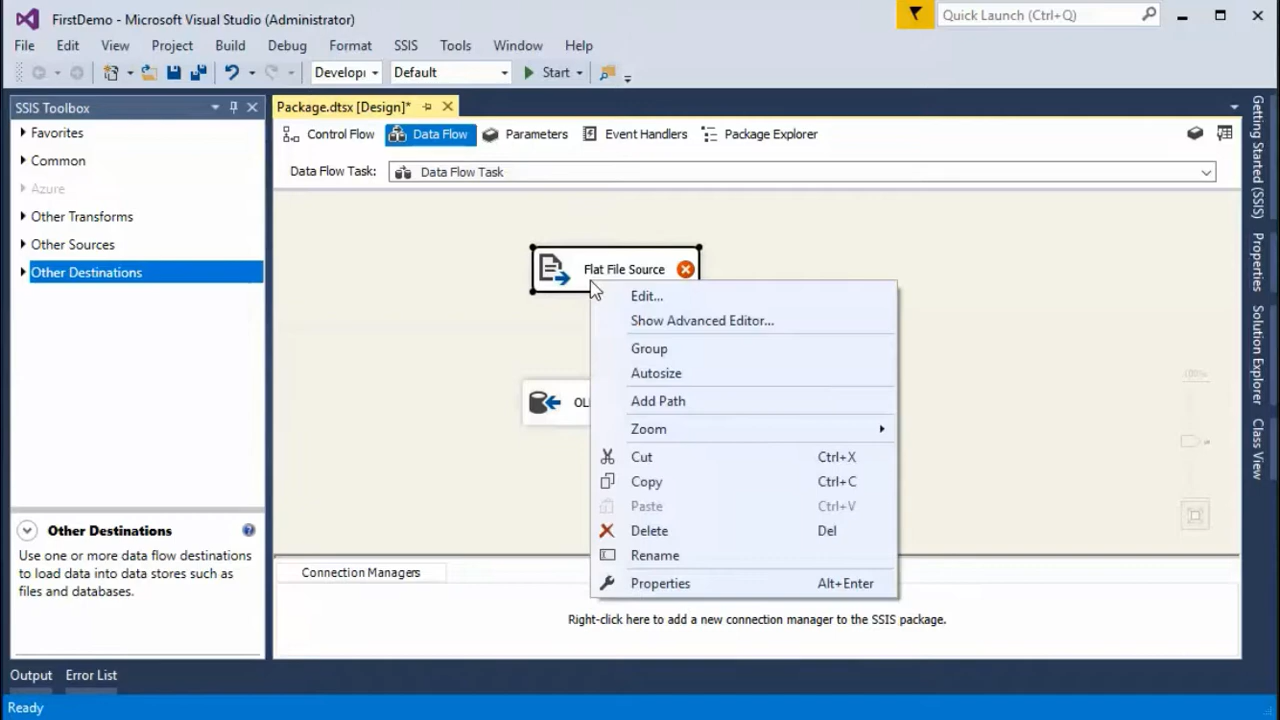 FirstDemo - Microsoft Visual Studio (Administrator)
Quick Launch (Ctrl+Q)
File Edit View Project Build Debug Format SSIS Tools Window Help
Default Start
SSIS Toolbox
Favorites
Common
Azure
Other Transforms
Other Sources
Other Destinations
Other Destinations
Use one or more data flow destinations
to load data into data stores such as
files and databases.
Package.dtsx [Design]*
Control Flow Data Flow Parameters Event Handlers Package Explorer
Data Flow Task: Data Flow Task
Flat File Source
Edit...
Show Advanced Editor...
Group
Autosize
Add Path
Zoom
Cut Ctrl+X
Copy Ctrl+C
Paste Ctrl+V
Delete Del
Rename
Properties Alt+Enter
100%
Connection Managers
Right-click here to add a new connection manager to the SSIS package.
Getting Started (SSIS)
Properties
Solution Explorer
Class View
Output Error List
Ready